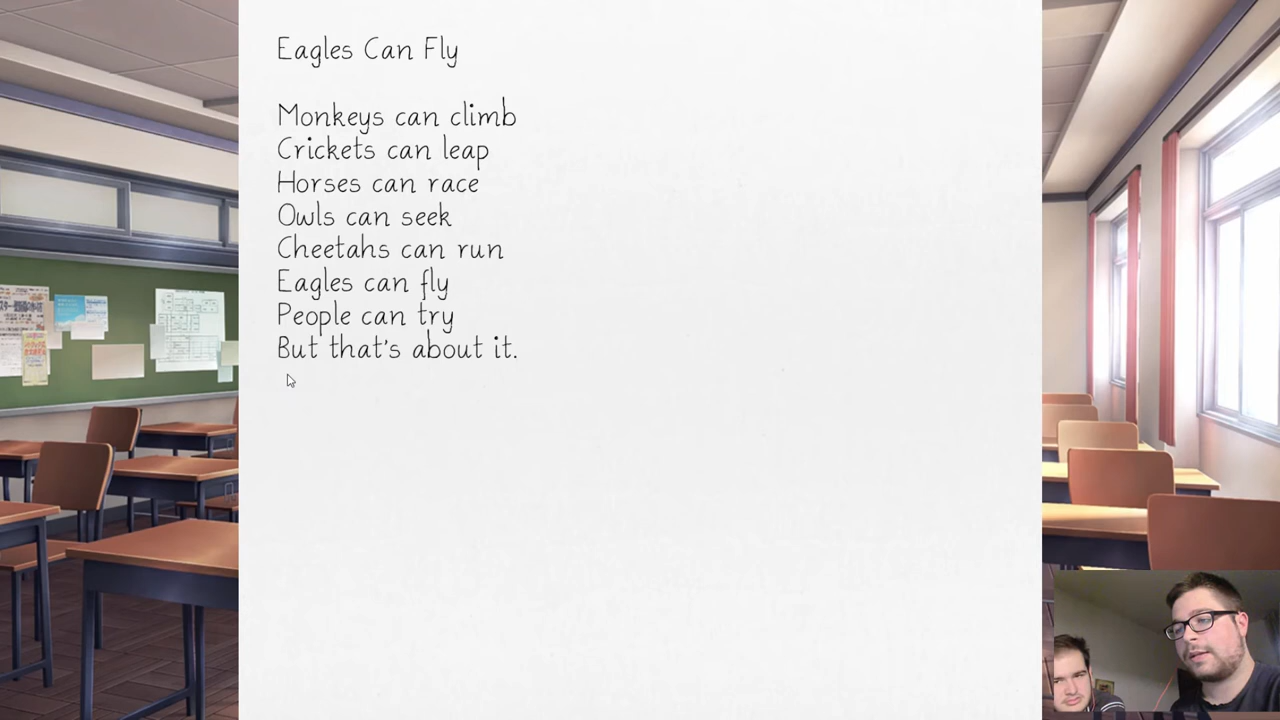 Eagles Can Fly
Monkeys can climb
Crickets can leap
Horses can race
Owls can seek
Cheetahs can run
Eagles can fly
People can try
But that's about it.